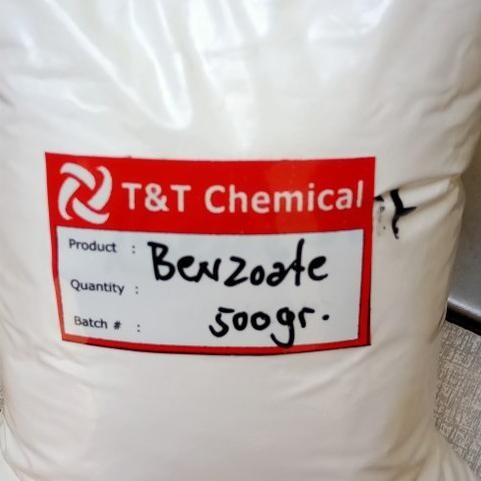 T&T Chemical
Product : Benzoate
Quantity :
500gr.
Batch # :